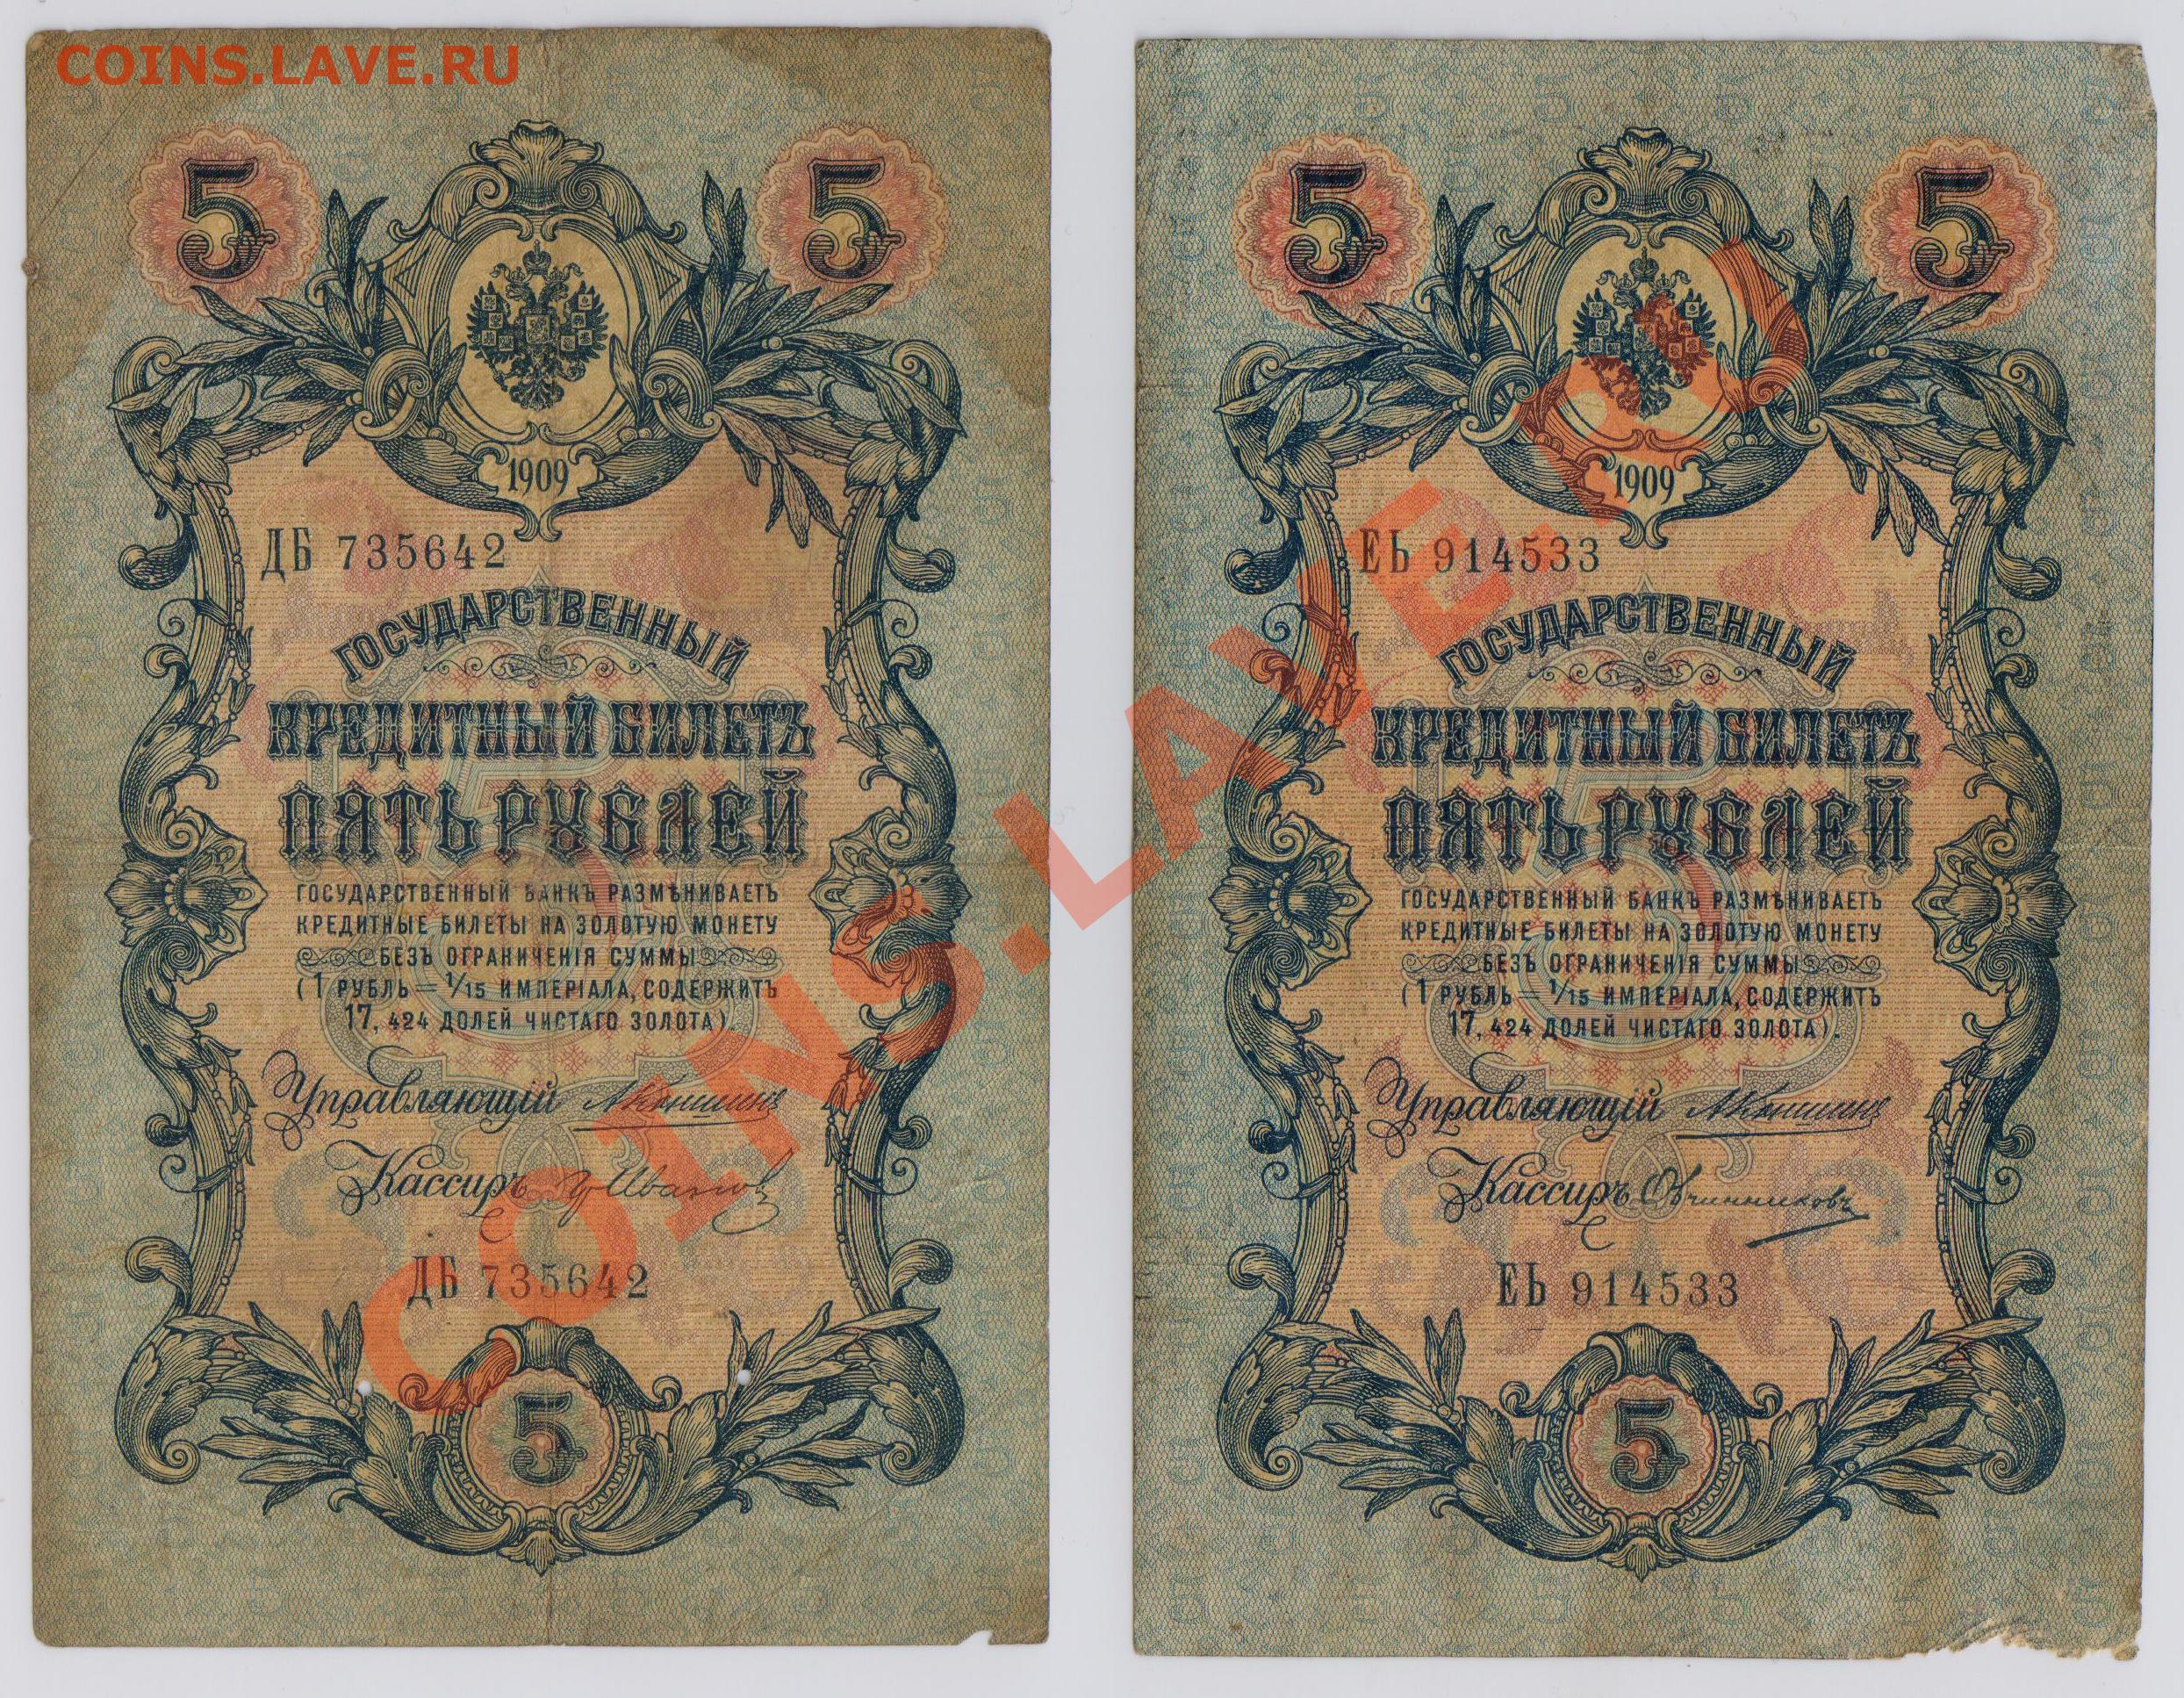 COINS.LAVE.RU
5 5
1909
ДБ 735642
ГОСУДАРСТВЕННЫЙ
КРЕДИТНЫЙ БИЛЕТЪ
ПЯТЬ РУБЛЕЙ
ГОСУДАРСТВЕННЫЙ БАНКЪ РАЗМѢНИВАЕТЪ
КРЕДИТНЫЕ БИЛЕТЫ НА ЗОЛОТУЮ МОНЕТУ
БЕЗЪ ОГРАНИЧЕНІЯ СУММЫ
(1 РУБЛЬ = 1/15 ИМПЕРІАЛА, СОДЕРЖИТЪ
17,424 ДОЛЕЙ ЧИСТАГО ЗОЛОТА).
Управляющій АКоншинъ
Кассиръ ГрИванов
ДБ 735642
5
5 5
1909
ЕЬ 914533
ГОСУДАРСТВЕННЫЙ
КРЕДИТНЫЙ БИЛЕТЪ
ПЯТЬ РУБЛЕЙ
ГОСУДАРСТВЕННЫЙ БАНКЪ РАЗМѢНИВАЕТЪ
КРЕДИТНЫЕ БИЛЕТЫ НА ЗОЛОТУЮ МОНЕТУ
БЕЗЪ ОГРАНИЧЕНІЯ СУММЫ
(1 РУБЛЬ = 1/15 ИМПЕРІАЛА, СОДЕРЖИТЪ
17,424 ДОЛЕЙ ЧИСТАГО ЗОЛОТА).
Управляющій АКоншинъ
Кассиръ Овчинниковъ
ЕЬ 914533
5
COINS.LAVE.RU